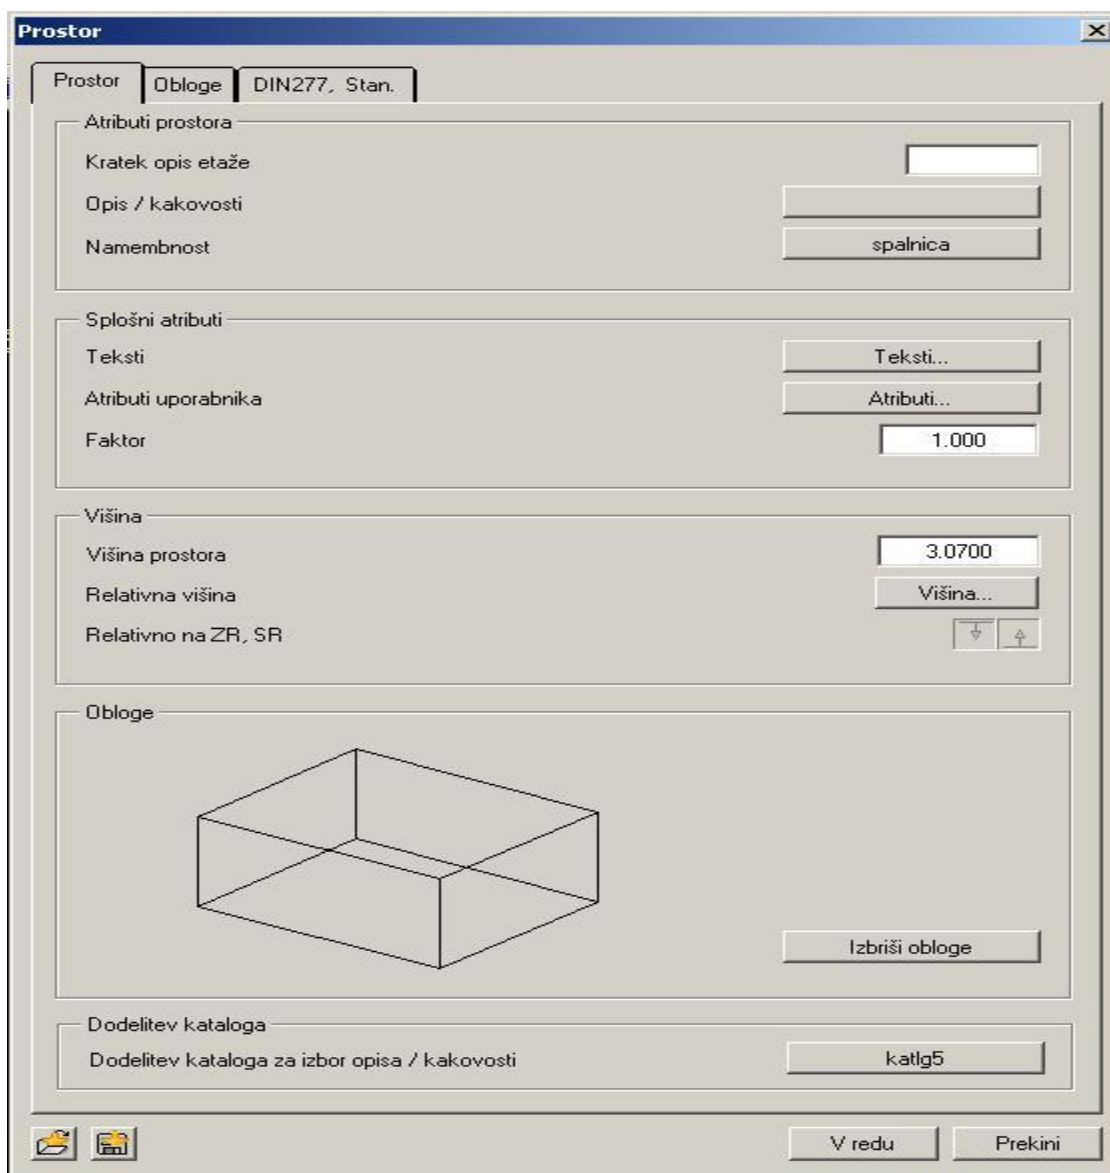 Prostor
Prostor Obloge DIN277, Stan.
Atributi prostora
Kratek opis etaže
Opis / kakovosti
Namembnost spalnica
Splošni atributi
Teksti Teksti...
Atributi uporabnika Atributi...
Faktor 1.000
Višina
Višina prostora 3.0700
Relativna višina Višina...
Relativno na ZR, SR
Obloge
Izbriši obloge
Dodelitev kataloga
Dodelitev kataloga za izbor opisa / kakovosti katlg5
V redu Prekini